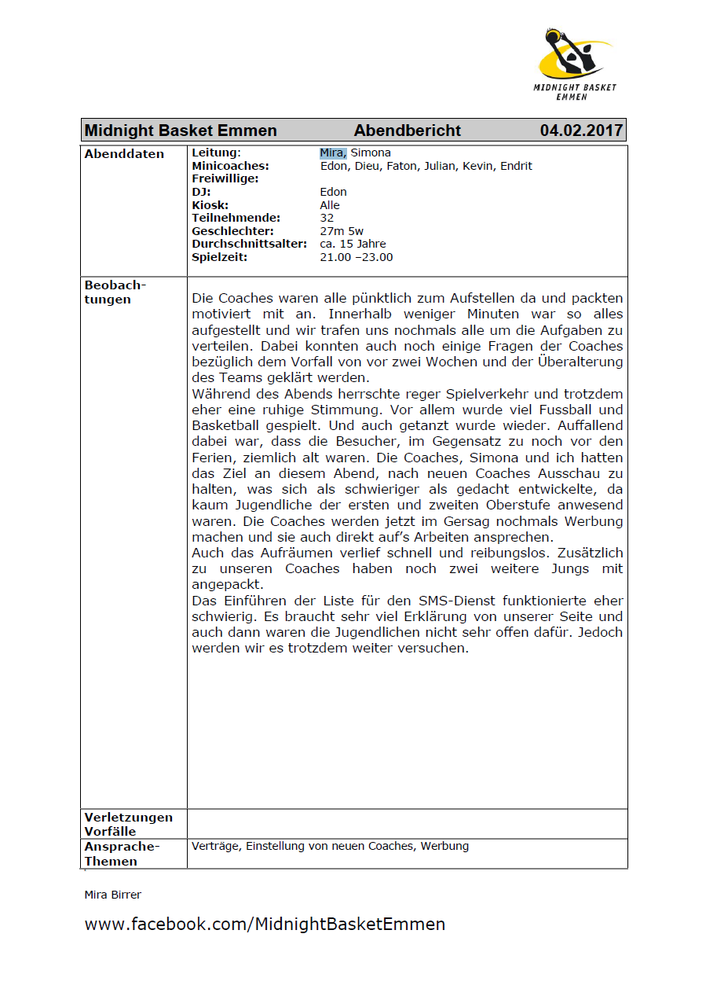 MIDNIGHT BASKET
EMMEN
Midnight Basket Emmen Abendbericht 04.02.2017
Abenddaten
Leitung: Mira, Simona
Minicoaches: Edon, Dieu, Faton, Julian, Kevin, Endrit
Freiwillige:
DJ: Edon
Kiosk: Alle
Teilnehmende: 32
Geschlechter: 27m 5w
Durchschnittsalter: ca. 15 Jahre
Spielzeit: 21.00 –23.00
Beobach-
tungen
Die Coaches waren alle pünktlich zum Aufstellen da und packten
motiviert mit an. Innerhalb weniger Minuten war so alles
aufgestellt und wir trafen uns nochmals alle um die Aufgaben zu
verteilen. Dabei konnten auch noch einige Fragen der Coaches
bezüglich dem Vorfall von vor zwei Wochen und der Überalterung
des Teams geklärt werden.
Während des Abends herrschte reger Spielverkehr und trotzdem
eher eine ruhige Stimmung. Vor allem wurde viel Fussball und
Basketball gespielt. Und auch getanzt wurde wieder. Auffallend
dabei war, dass die Besucher, im Gegensatz zu noch vor den
Ferien, ziemlich alt waren. Die Coaches, Simona und ich hatten
das Ziel an diesem Abend, nach neuen Coaches Ausschau zu
halten, was sich als schwieriger als gedacht entwickelte, da
kaum Jugendliche der ersten und zweiten Oberstufe anwesend
waren. Die Coaches werden jetzt im Gersag nochmals Werbung
machen und sie auch direkt auf’s Arbeiten ansprechen.
Auch das Aufräumen verlief schnell und reibungslos. Zusätzlich
zu unseren Coaches haben noch zwei weitere Jungs mit
angepackt.
Das Einführen der Liste für den SMS-Dienst funktionierte eher
schwierig. Es braucht sehr viel Erklärung von unserer Seite und
auch dann waren die Jugendlichen nicht sehr offen dafür. Jedoch
werden wir es trotzdem weiter versuchen.
Verletzungen
Vorfälle
Ansprache-
Themen
Verträge, Einstellung von neuen Coaches, Werbung
Mira Birrer
www.facebook.com/MidnightBasketEmmen